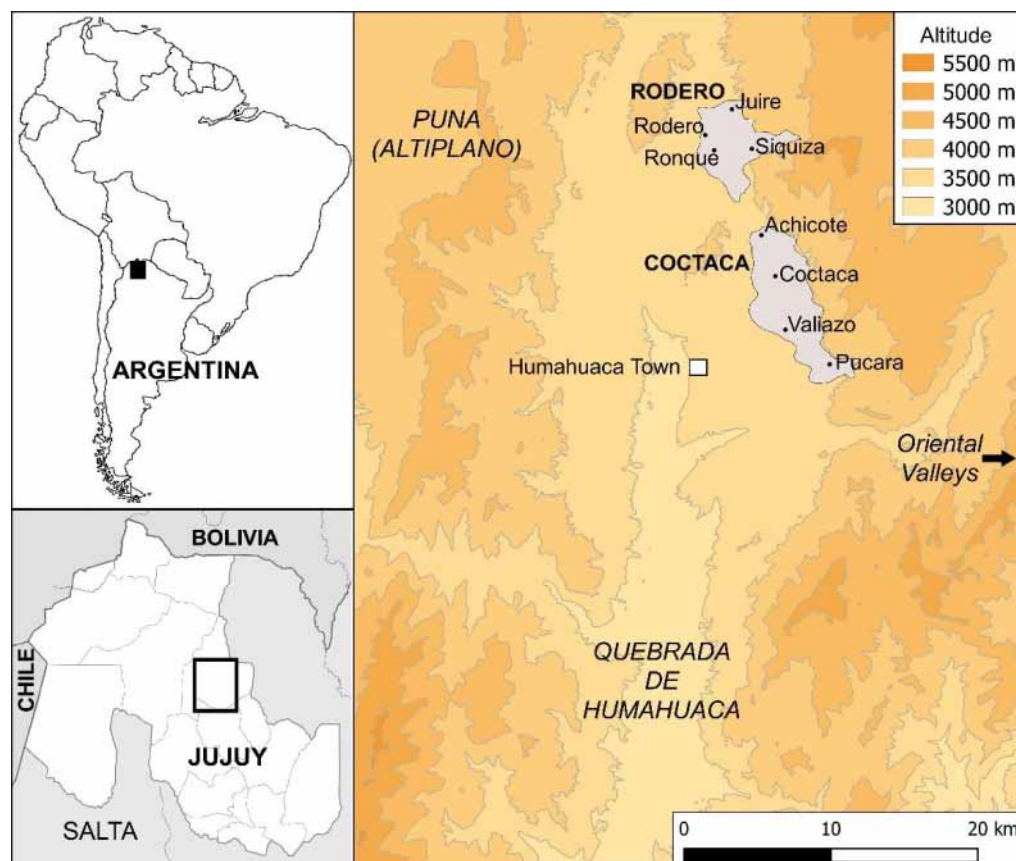 ARGENTINA
BOLIVIA
CHILE
JUJUY
SALTA
PUNA
(ALTIPLANO)
RODERO
Juire
Rodero
Ronqué
Siquiza
Achicote
COCTACA
Coctaca
Valiazo
Humahuaca Town
Pucara
Oriental
Valleys
QUEBRADA
DE
HUMAHUACA
Altitude
5500 m
5000 m
4500 m
4000 m
3500 m
3000 m
0 10 20 km